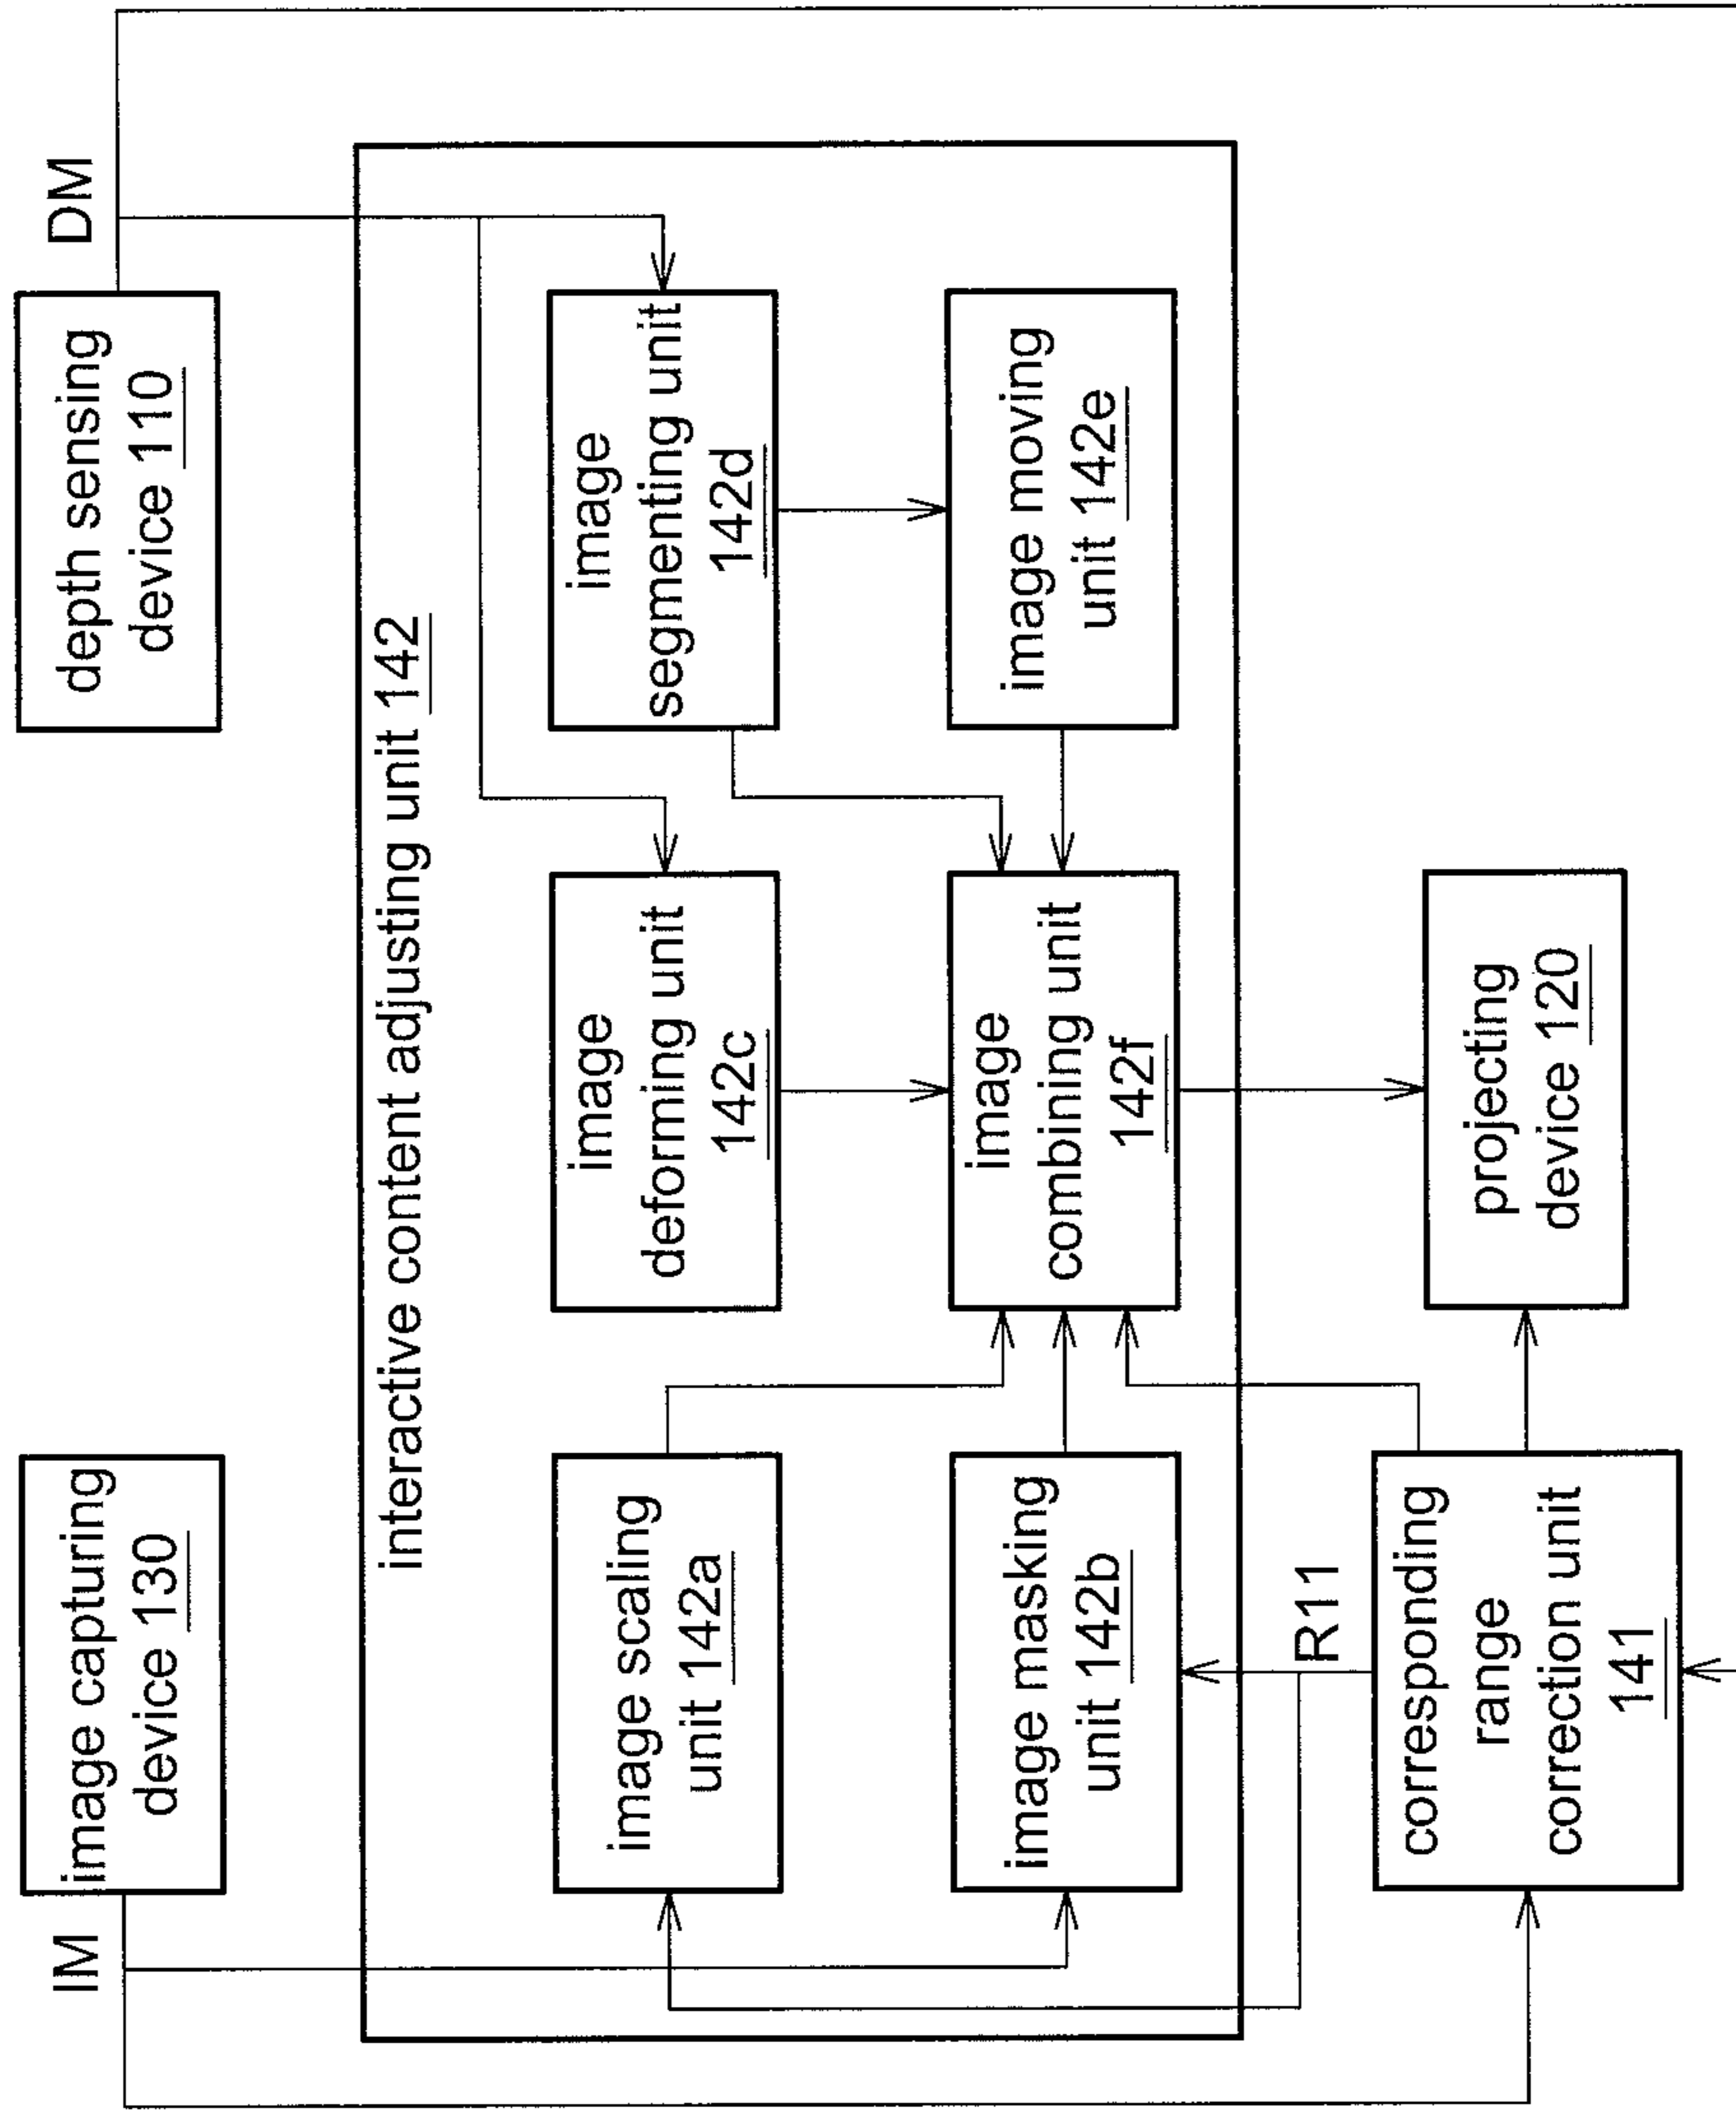 IM
image capturing
device 130
depth sensing
device 110
DM
interactive content adjusting unit 142
image scaling
unit 142a
image
deforming unit
142c
image
segmenting unit
142d
image masking
unit 142b
image
combining unit
142f
image moving
unit 142e
R11
corresponding
range
correction unit
141
projecting
device 120